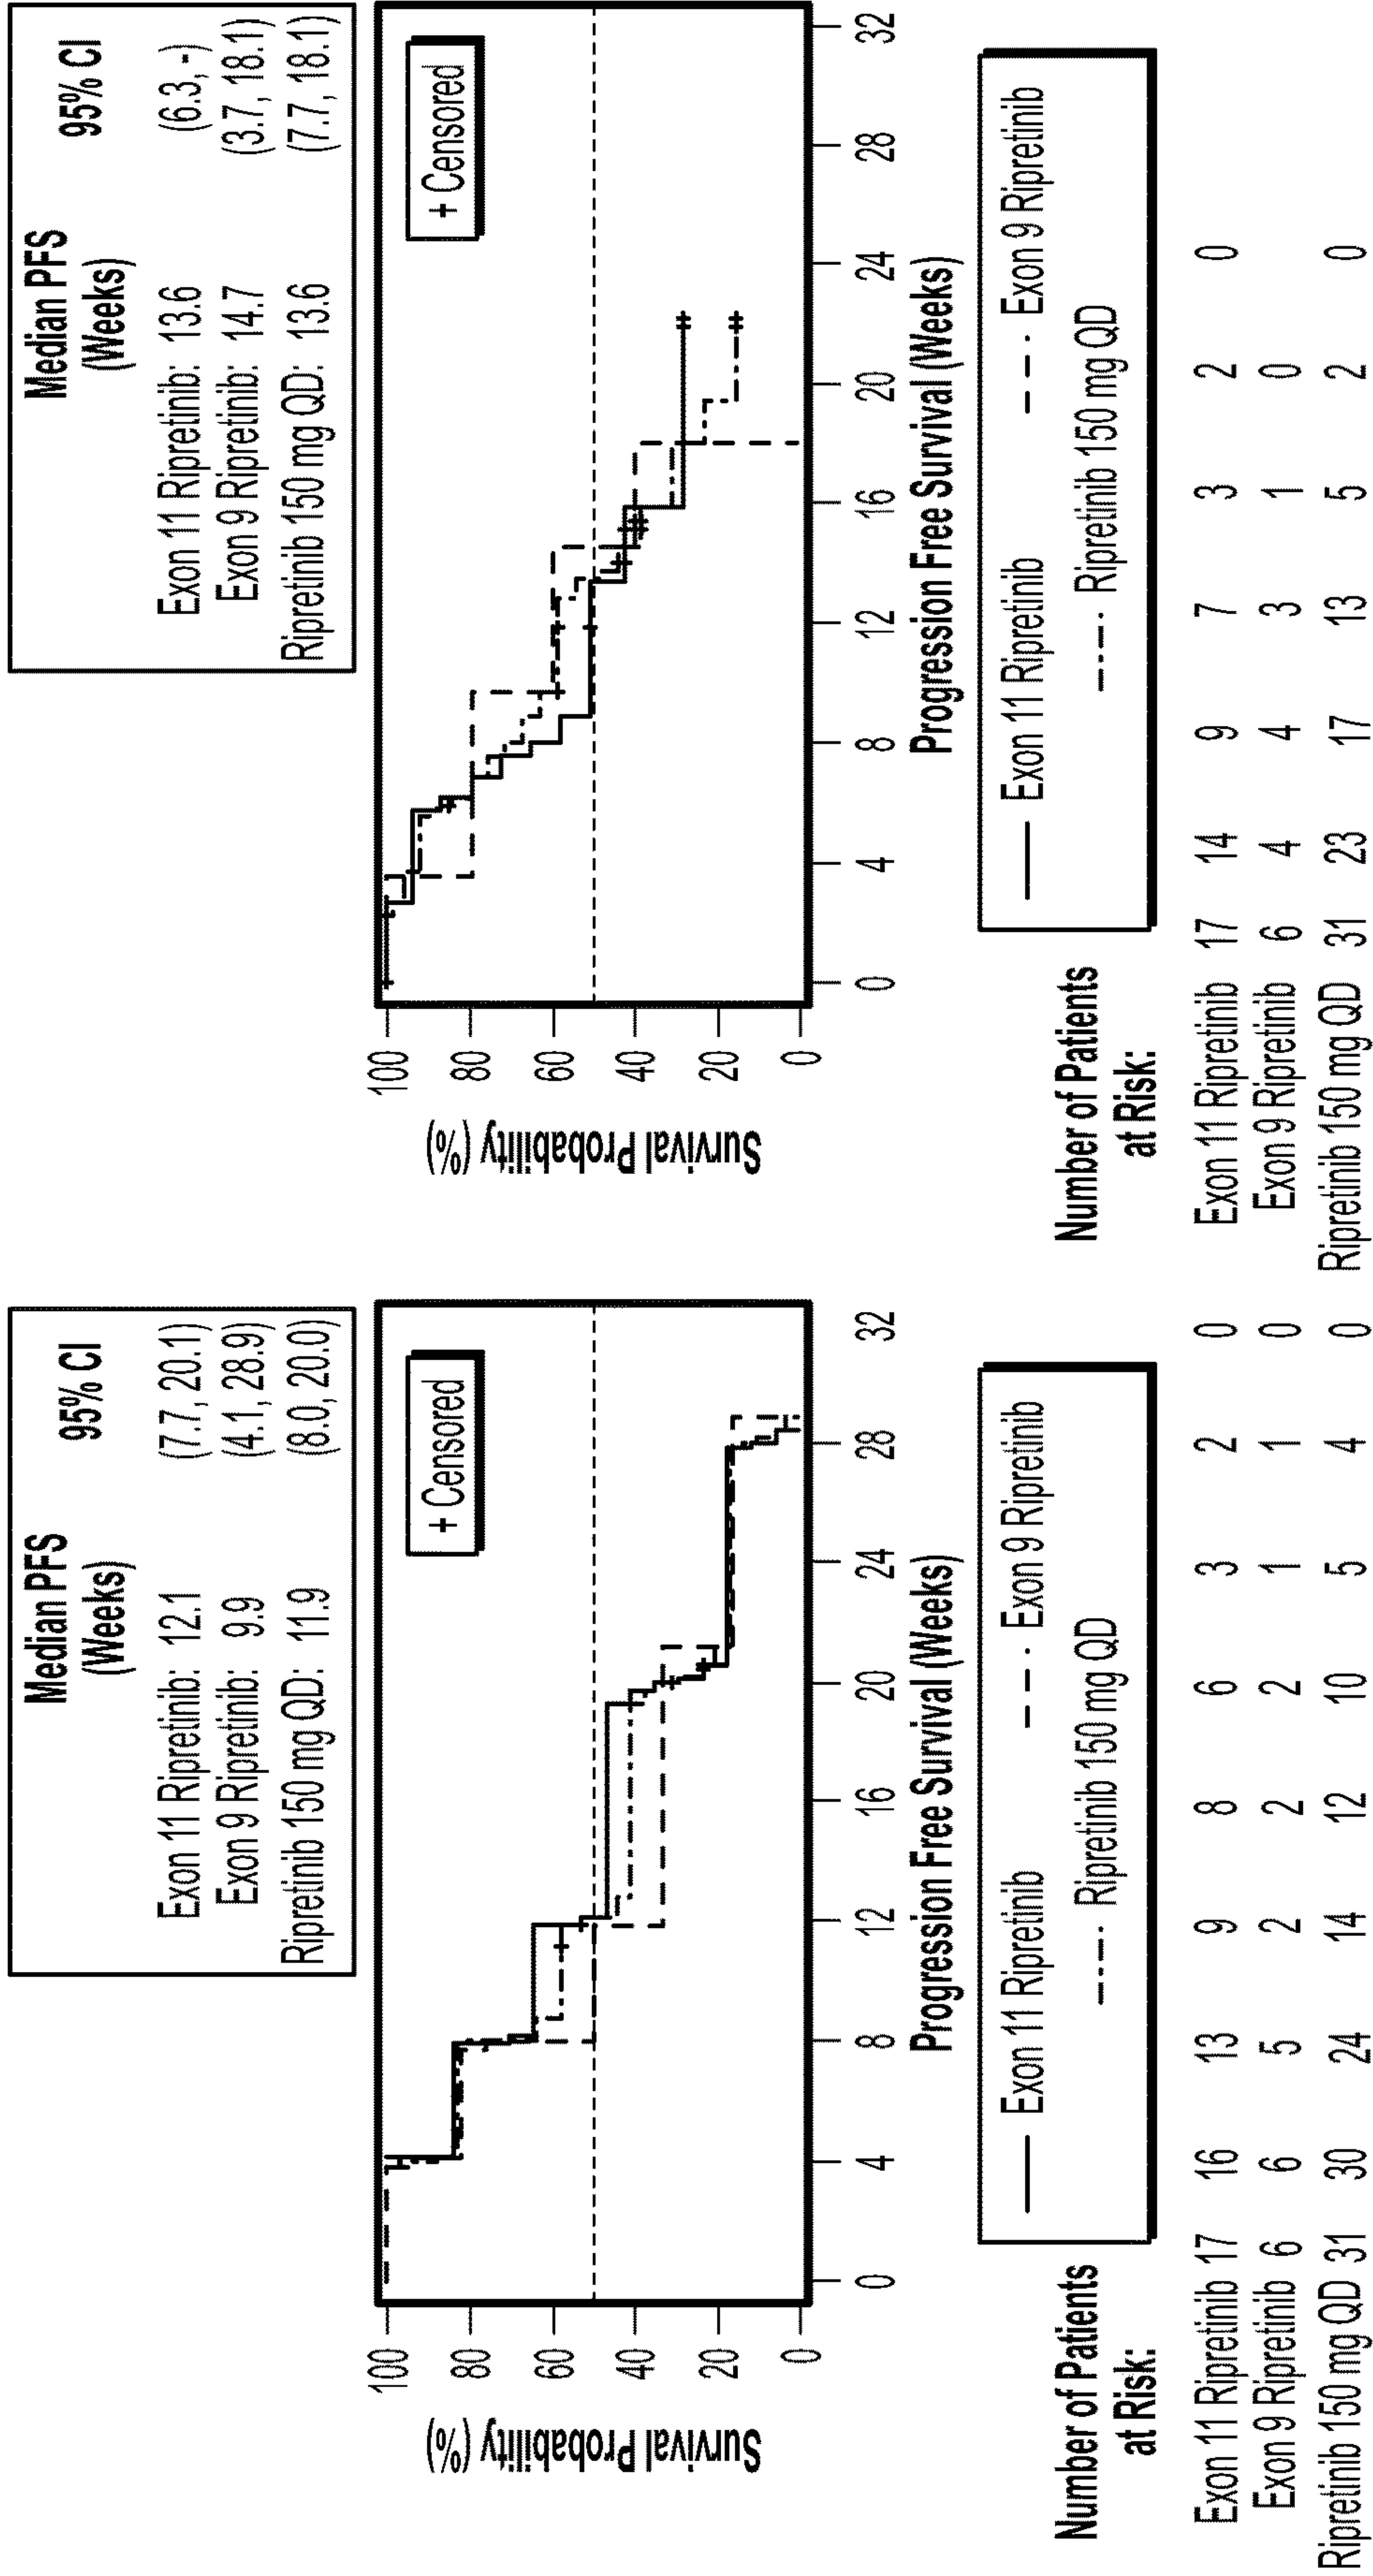 Median PFS
(Weeks) 95% CI
Exon 11 Ripretinib: 12.1 (7.7, 20.1)
Exon 9 Ripretinib: 9.9 (4.1, 28.9)
Ripretinib 150 mg QD: 11.9 (8.0, 20.0)
+ Censored
Survival Probability (%)
100
80
60
40
20
0
0 4 8 12 16 20 24 28 32
Progression Free Survival (Weeks)
Exon 11 Ripretinib Exon 9 Ripretinib
Ripretinib 150 mg QD
Number of Patients
at Risk:
Exon 11 Ripretinib 17 16 13 9 8 6 3 2 0
Exon 9 Ripretinib 6 6 5 2 2 2 1 1 0
Ripretinib 150 mg QD 31 30 24 14 12 10 5 4 0
Median PFS
(Weeks) 95% CI
Exon 11 Ripretinib: 13.6 (6.3, -)
Exon 9 Ripretinib: 14.7 (3.7, 18.1)
Ripretinib 150 mg QD: 13.6 (7.7, 18.1)
+ Censored
Survival Probability (%)
100
80
60
40
20
0
0 4 8 12 16 20 24 28 32
Progression Free Survival (Weeks)
Exon 11 Ripretinib Exon 9 Ripretinib
Ripretinib 150 mg QD
Number of Patients
at Risk:
Exon 11 Ripretinib 17 14 9 7 3 2 0
Exon 9 Ripretinib 6 4 4 3 1 0
Ripretinib 150 mg QD 31 23 17 13 5 2 0